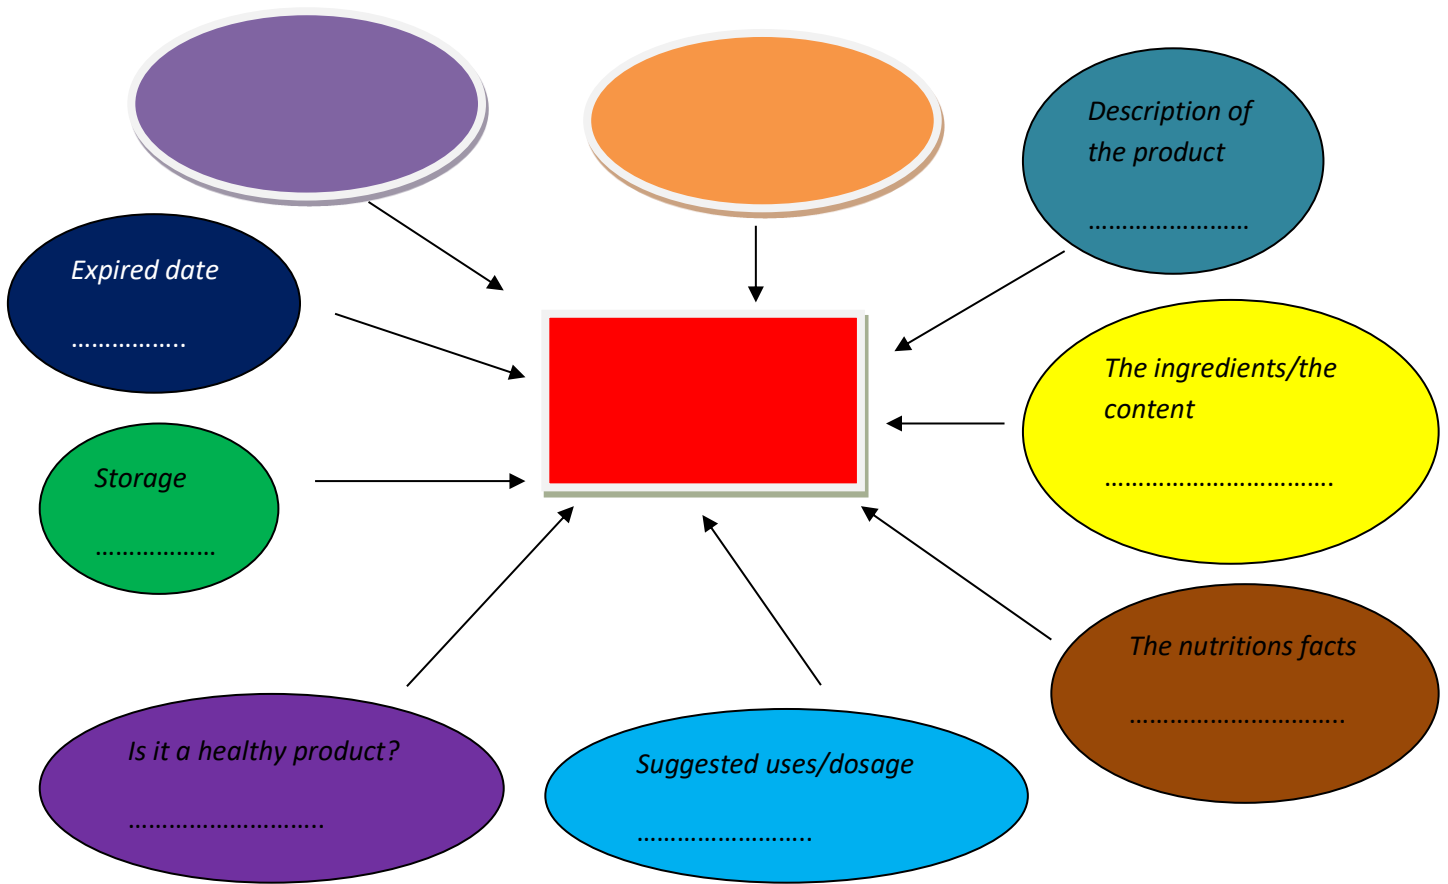 Description of
the product
........................
Expired date
.................
The ingredients/the
content
..................................
Storage
..................
The nutritions facts
................................
Is it a healthy product?
.............................
Suggested uses/dosage
..........................